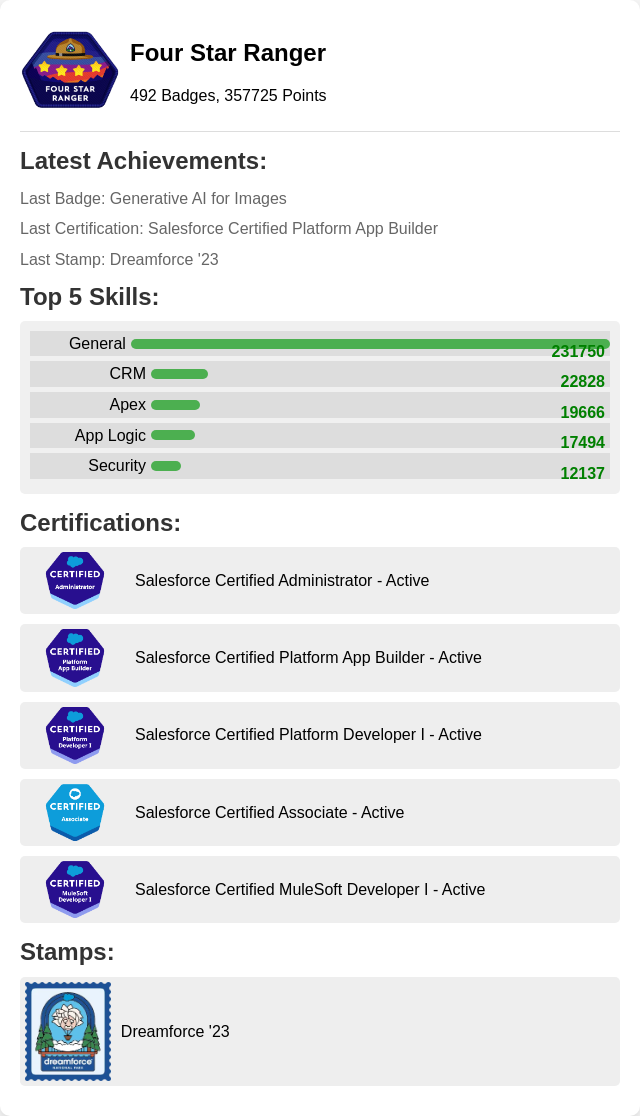 FOUR STAR
RANGER
Four Star Ranger
492 Badges, 357725 Points
Latest Achievements:
Last Badge: Generative AI for Images
Last Certification: Salesforce Certified Platform App Builder
Last Stamp: Dreamforce '23
Top 5 Skills:
General 231750
CRM 22828
Apex 19666
App Logic 17494
Security 12137
Certifications:
CERTIFIED
Administrator
Salesforce Certified Administrator - Active
CERTIFIED
Platform
App Builder
Salesforce Certified Platform App Builder - Active
CERTIFIED
Platform
Developer I
Salesforce Certified Platform Developer I - Active
CERTIFIED
Associate
Salesforce Certified Associate - Active
CERTIFIED
MuleSoft
Developer I
Salesforce Certified MuleSoft Developer I - Active
Stamps:
dreamforce
NATIONAL PARK
Dreamforce '23